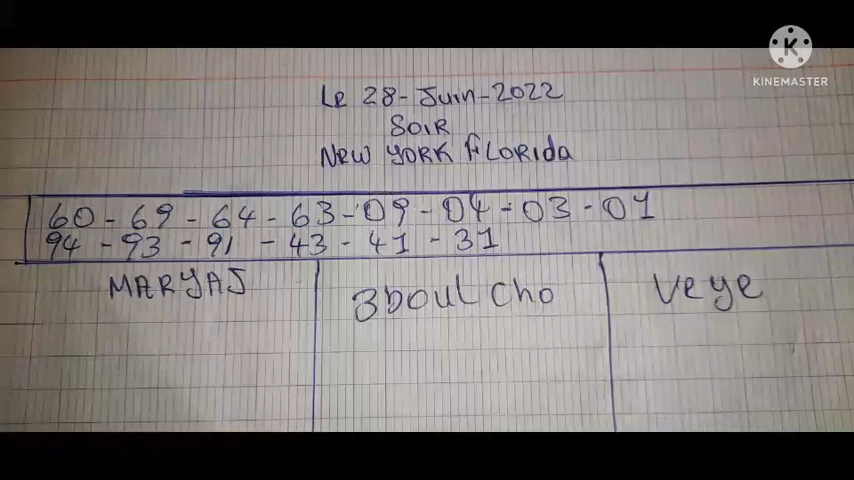 KINEMASTER
Le 28-Juin-2022
SOIR
NEW YORK FLORIDA
60-69-64-63-09-04-03-01
94-93-91-43-41-31
MARYAJ
3boul cho
veye